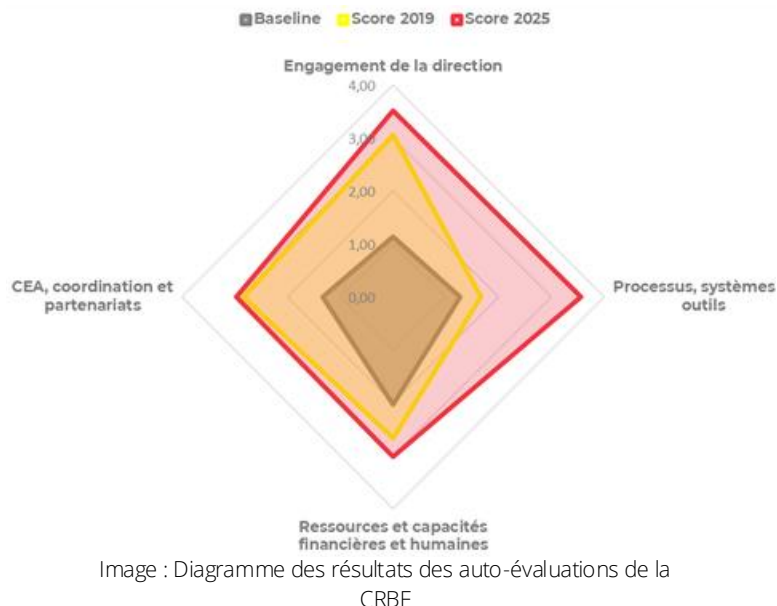 Baseline Score 2019 Score 2025
Engagement de la direction
4,00
3,00
2,00
1,00
0,00
CEA, coordination et
partenariats
Processus, systèmes
outils
Ressources et capacités
financières et humaines
Image : Diagramme des résultats des auto-évaluations de la
CRBF